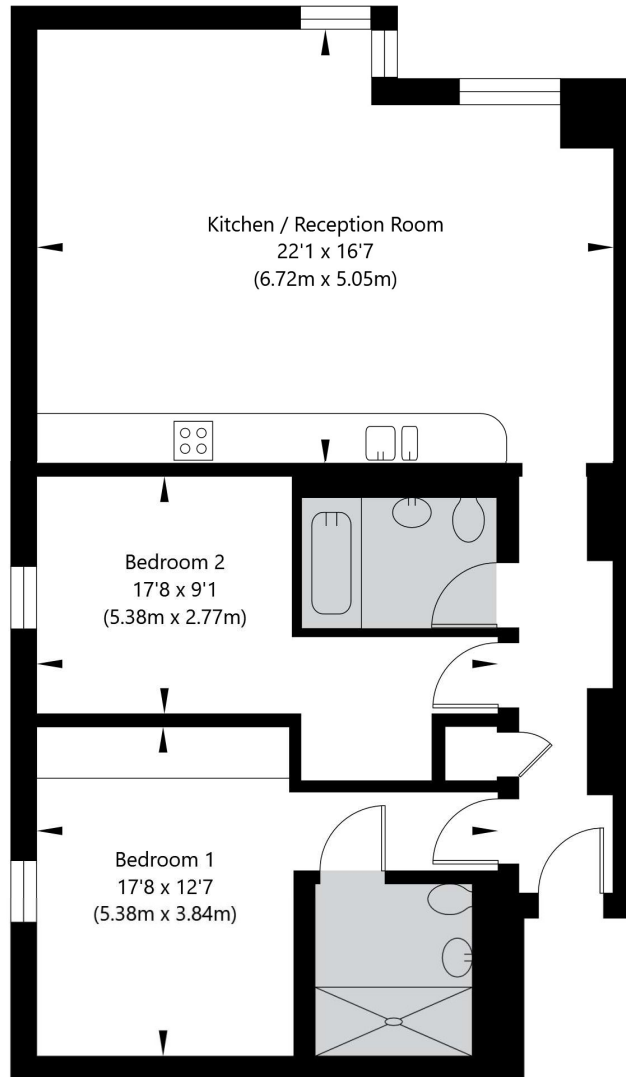 Kitchen / Reception Room
22'1 x 16'7
(6.72m x 5.05m)
Bedroom 2
17'8 x 9'1
(5.38m x 2.77m)
Bedroom 1
17'8 x 12'7
(5.38m x 3.84m)